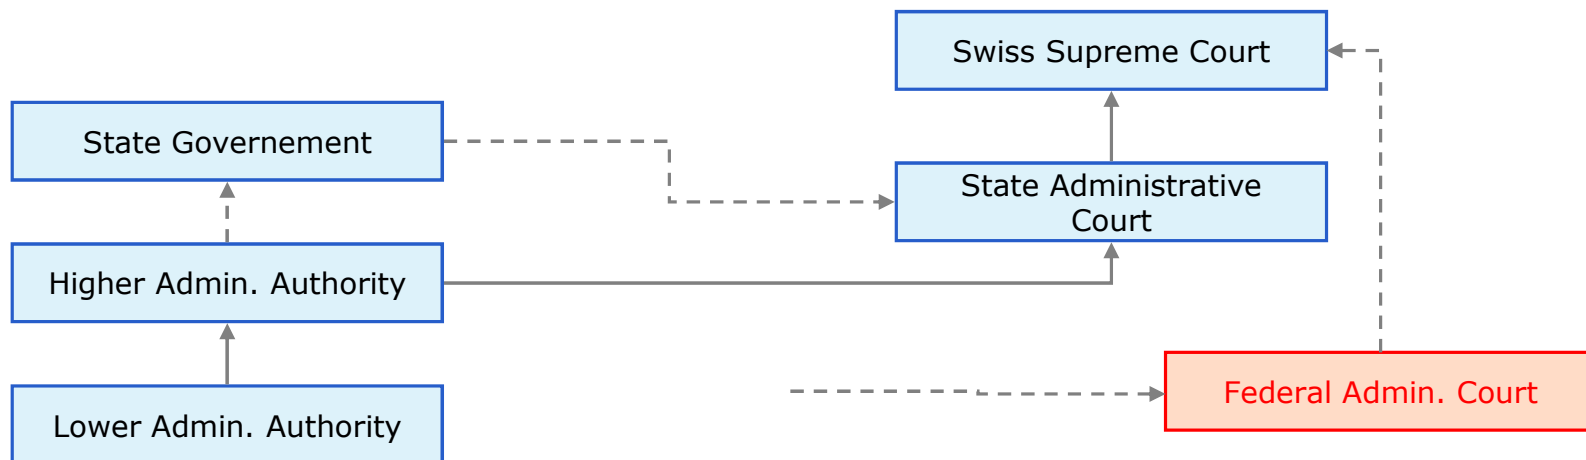 Swiss Supreme Court
State Governement
State Administrative
Court
Higher Admin. Authority
Federal Admin. Court
Lower Admin. Authority